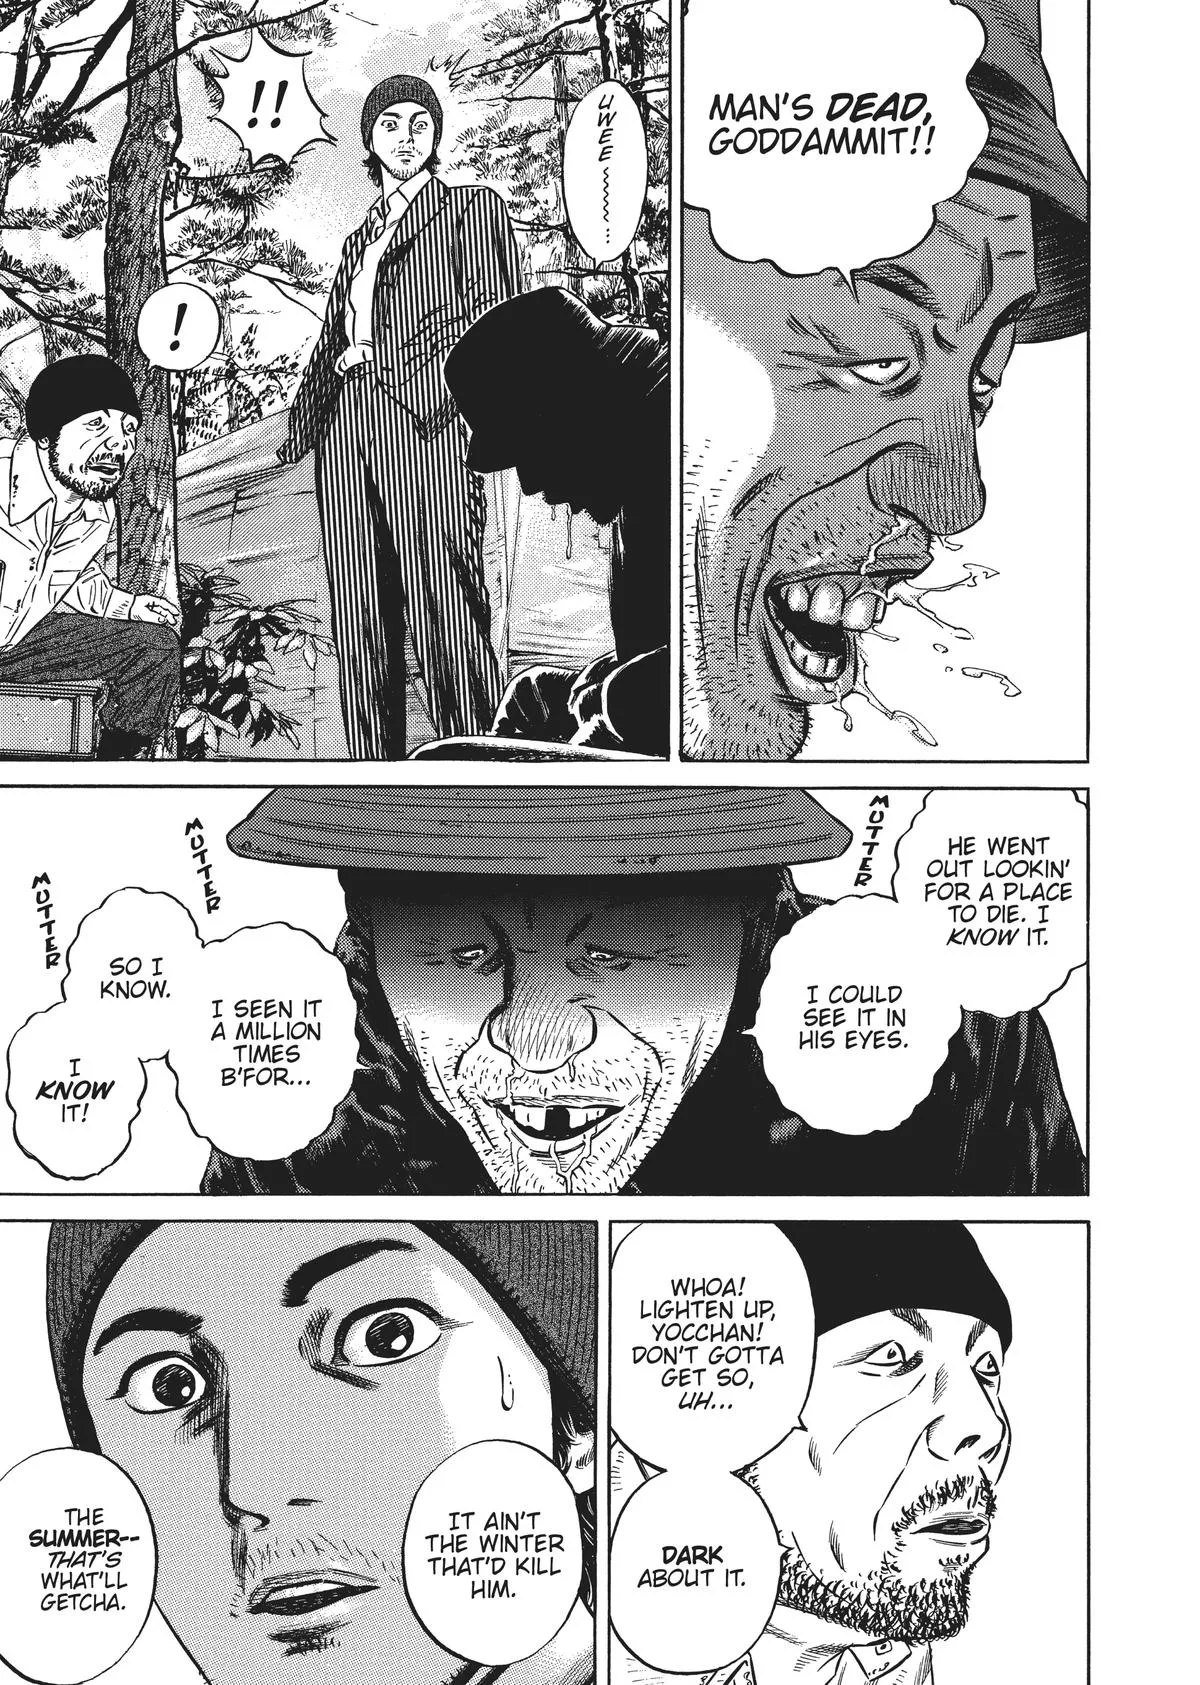 MAN'S DEAD,
GODDAMMIT!!
UWEE
!!
!
HE WENT
OUT LOOKIN'
FOR A PLACE
TO DIE. I
KNOW IT.
I COULD
SEE IT IN
HIS EYES.
MUTTER
I SEEN IT
A MILLION
TIMES
B'FOR...
MUTTER
SO I
KNOW.
I
KNOW
IT!
MUTTER
WHOA!
LIGHTEN UP,
YOCCHAN!
DON'T GOTTA
GET SO,
UH...
DARK
ABOUT IT.
IT AIN'T
THE WINTER
THAT'D KILL
HIM.
THE
SUMMER--
THAT'S
WHAT'LL
GETCHA.